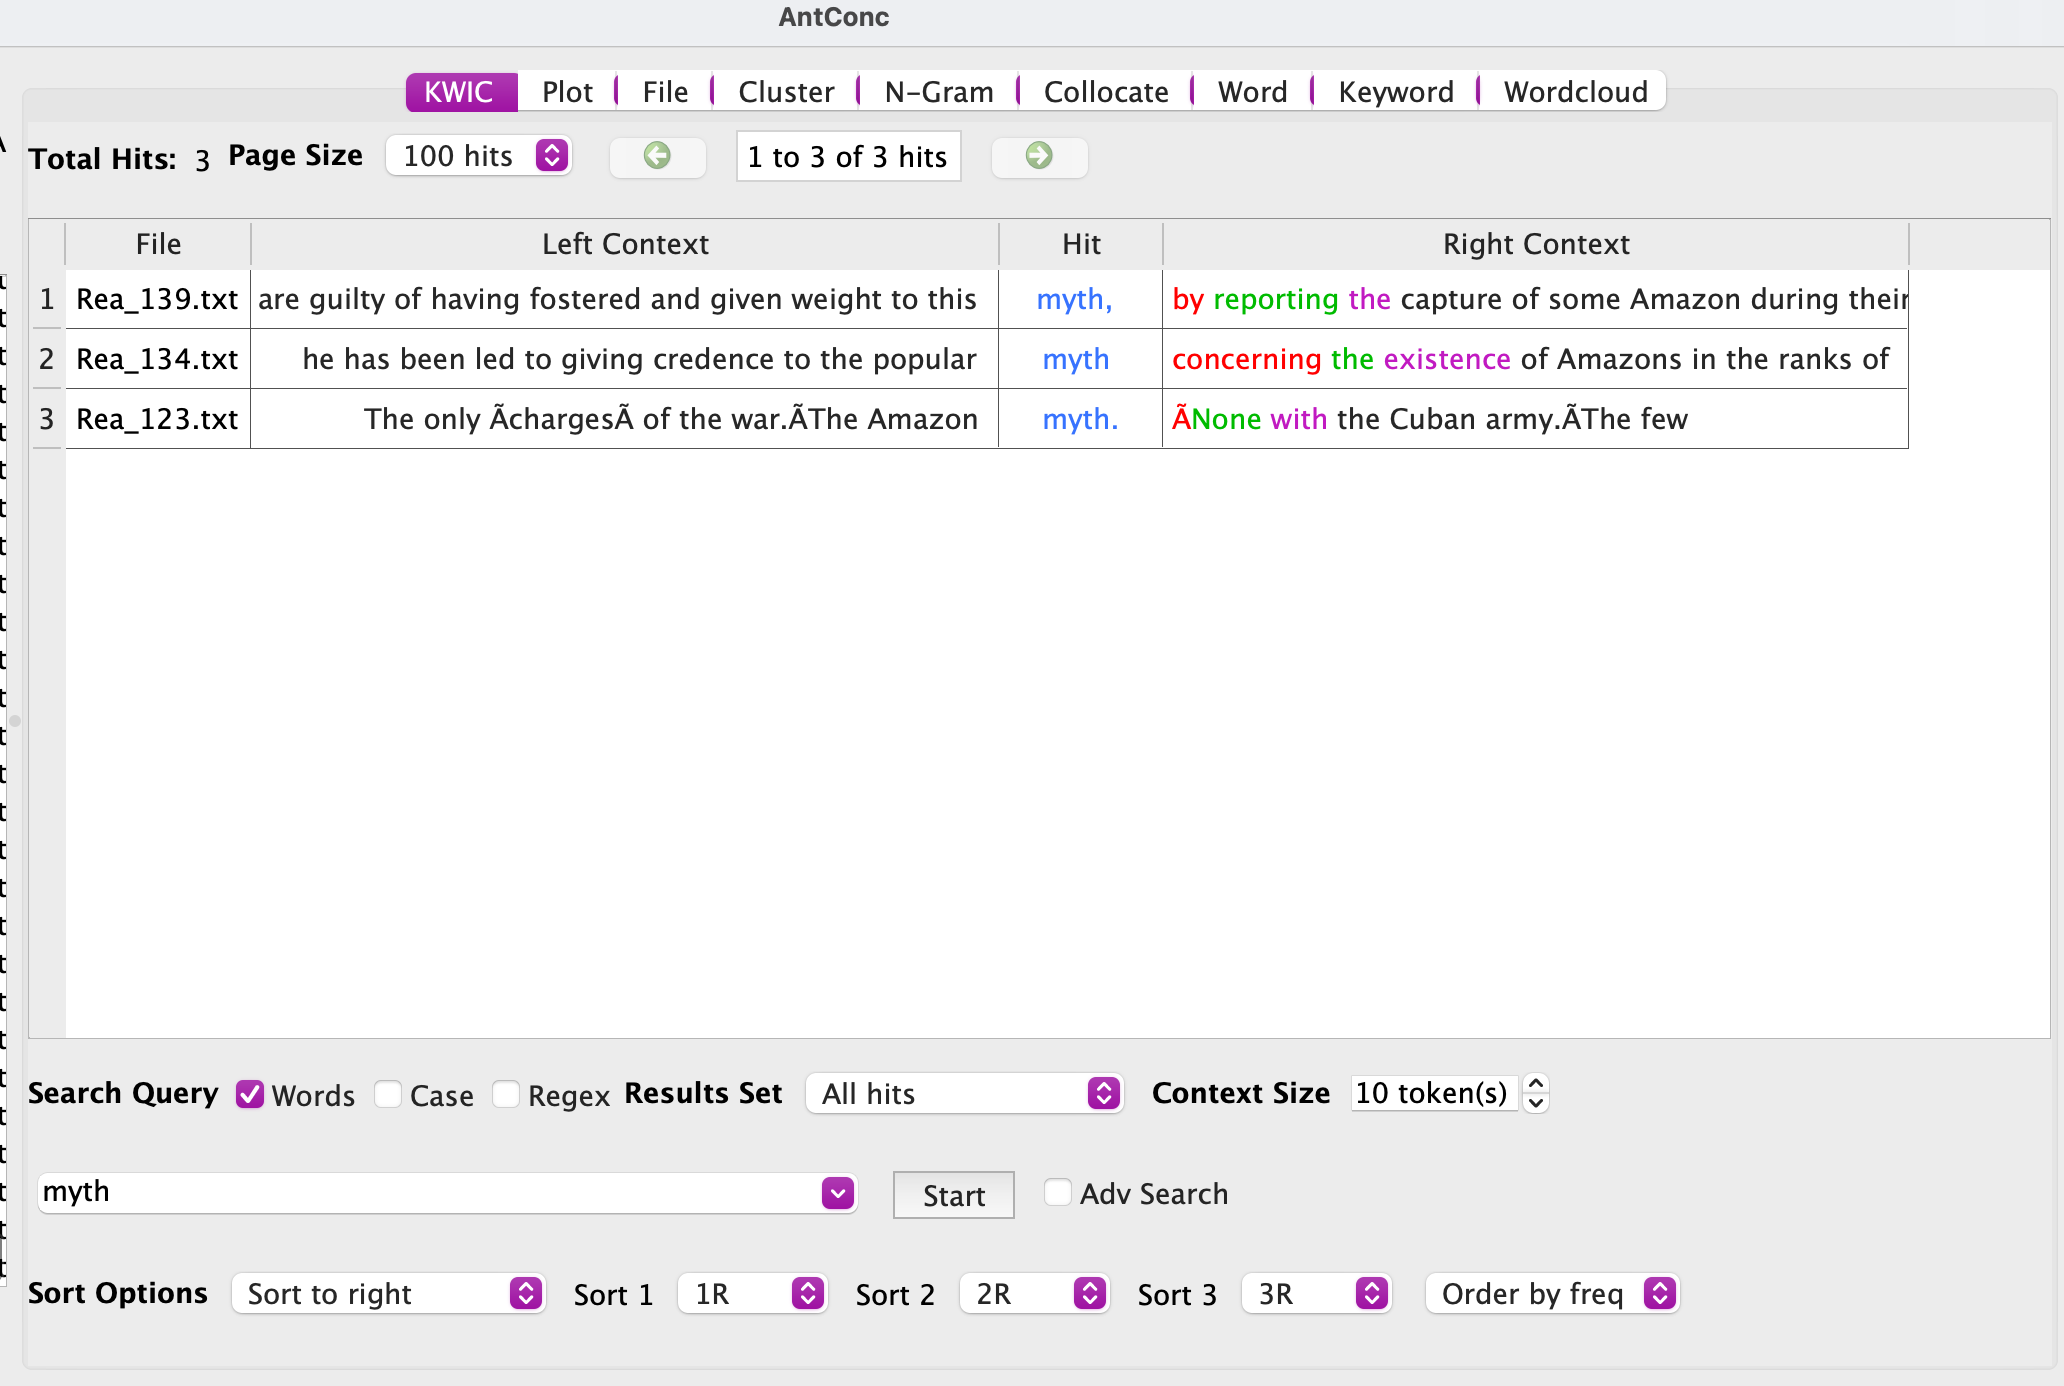 AntConc
KWIC Plot File Cluster N-Gram Collocate Word Keyword Wordcloud
Total Hits: 3 Page Size 100 hits 1 to 3 of 3 hits
File Left Context Hit Right Context
1 Rea_139.txt are guilty of having fostered and given weight to this myth, by reporting the capture of some Amazon during their
2 Rea_134.txt he has been led to giving credence to the popular myth concerning the existence of Amazons in the ranks of
3 Rea_123.txt The only ÃchargesÃ of the war.ÃThe Amazon myth. ÃNone with the Cuban army.ÃThe few
Search Query Words Case Regex Results Set All hits Context Size 10 token(s)
myth Start Adv Search
Sort Options Sort to right Sort 1 1R Sort 2 2R Sort 3 3R Order by freq